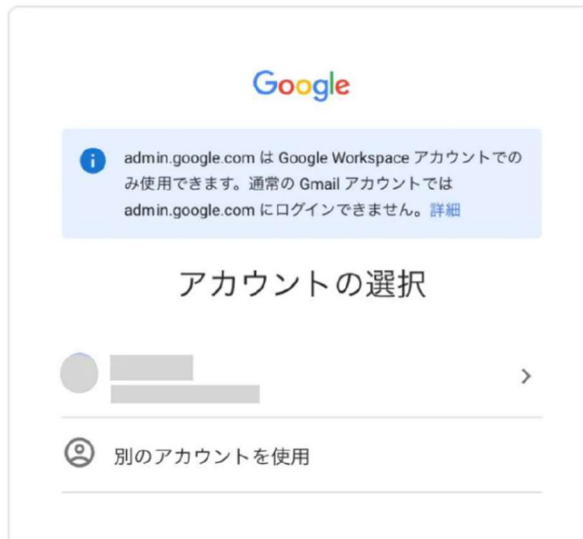 Google
admin.google.com は Google Workspace アカウントでの
み使用できます。通常の Gmail アカウントでは
admin.google.com にログインできません。詳細
アカウントの選択
別のアカウントを使用